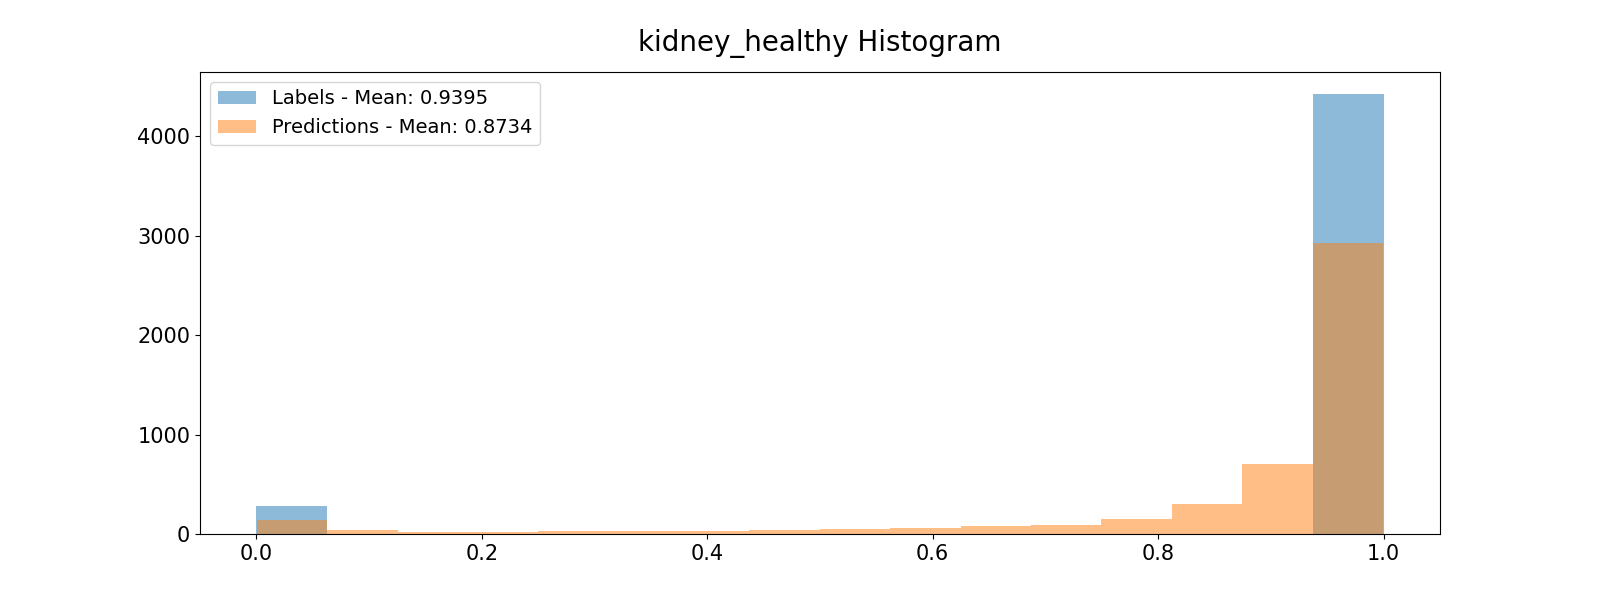 kidney_healthy Histogram
Labels - Mean: 0.9395
Predictions - Mean: 0.8734
4000
3000
2000
1000
0
0.0 0.2 0.4 0.6 0.8 1.0